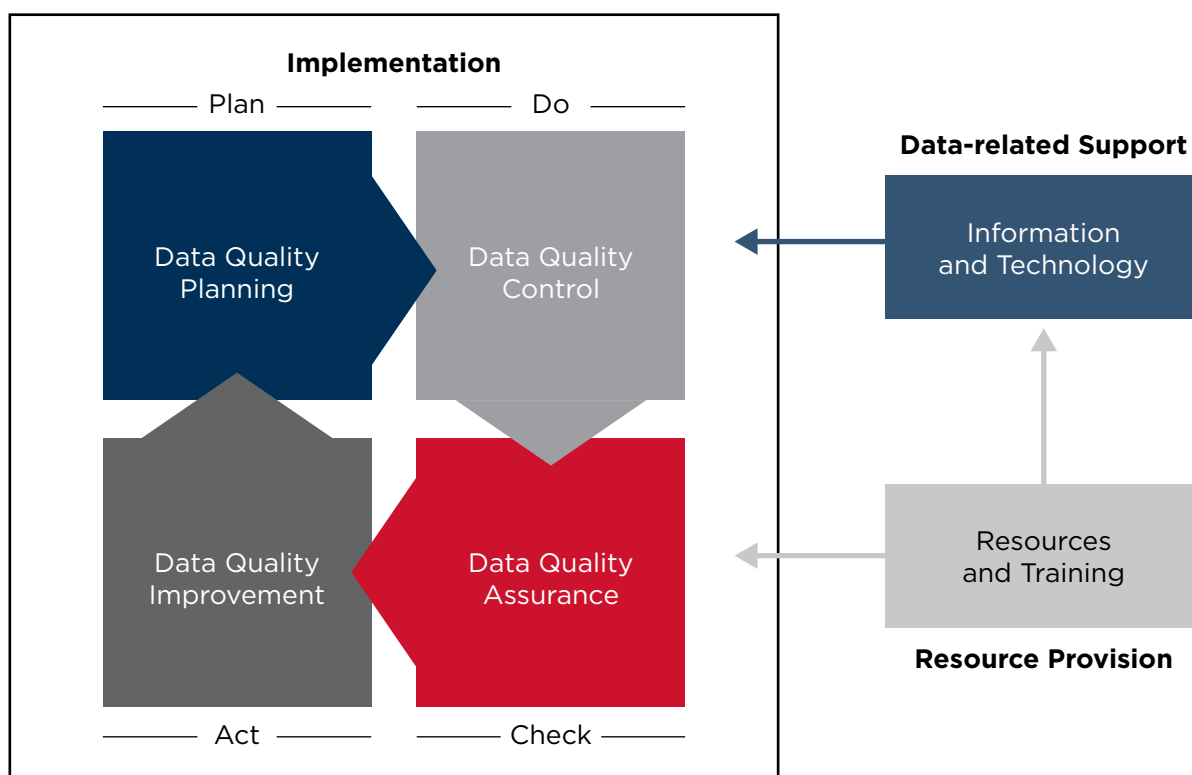 Implementation
Plan
Do
Data Quality
Planning
Data Quality
Control
Data Quality
Improvement
Data Quality
Assurance
Act
Check
Data-related Support
Information
and Technology
Resources
and Training
Resource Provision